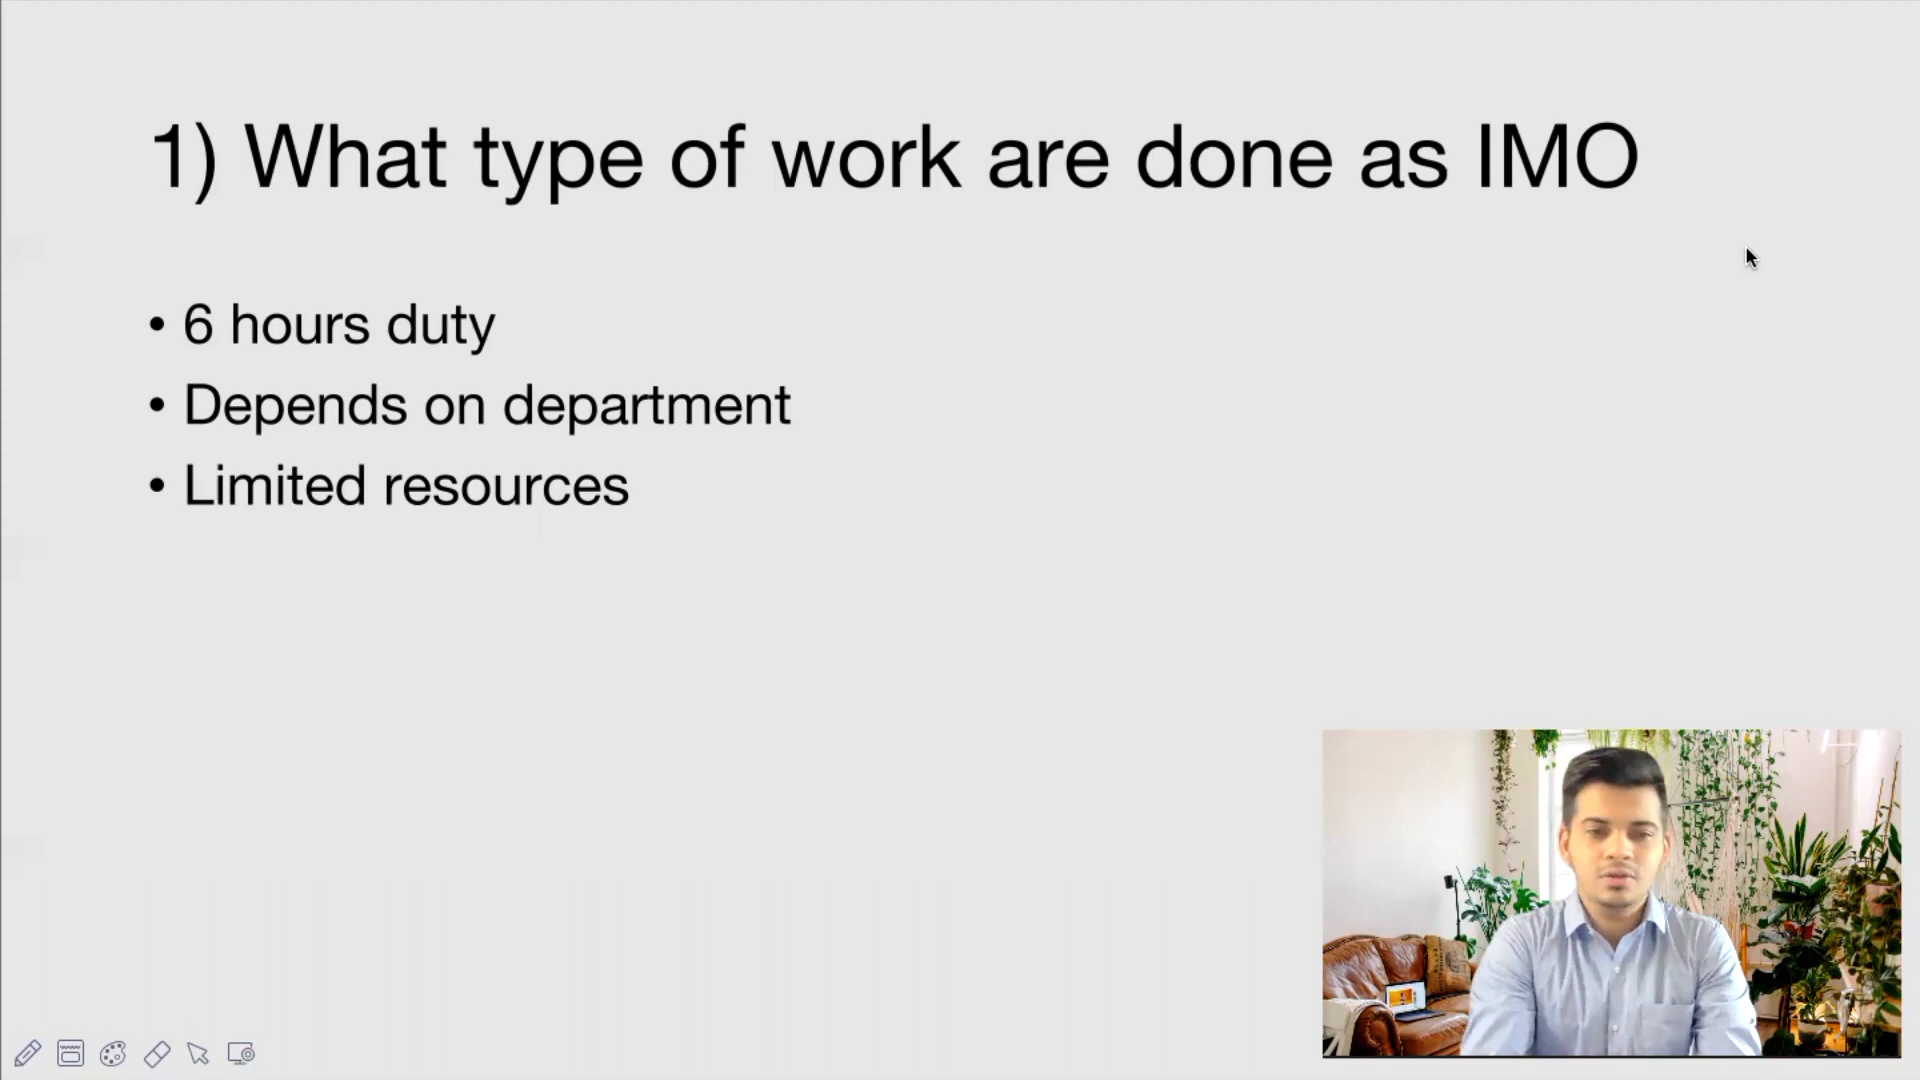 1) What type of work are done as IMO
• 6 hours duty
• Depends on department
• Limited resources